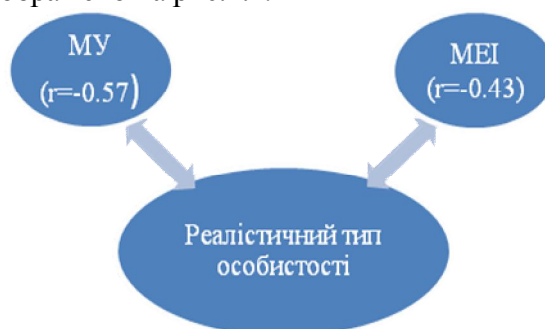 МУ
(r=-0.57)
МЕІ
(r=-0.43)
Реалістичний тип
особистості